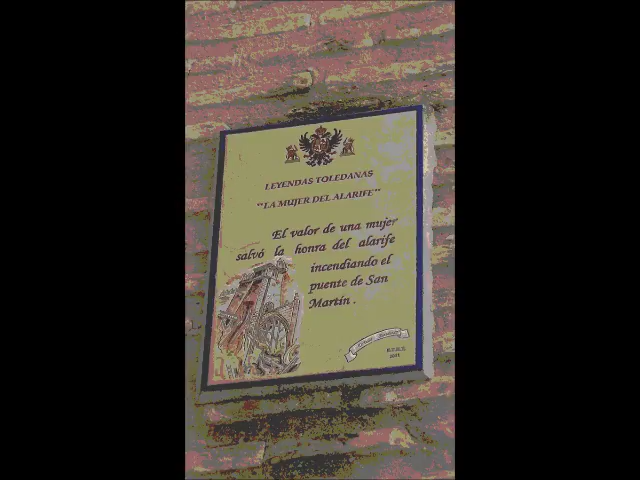 LEYENDAS TOLEDANAS
"LA MUJER DEL ALARIFE"
El valor de una mujer
salvó la honra del alarife
incendiando el
puente de San
Martín.